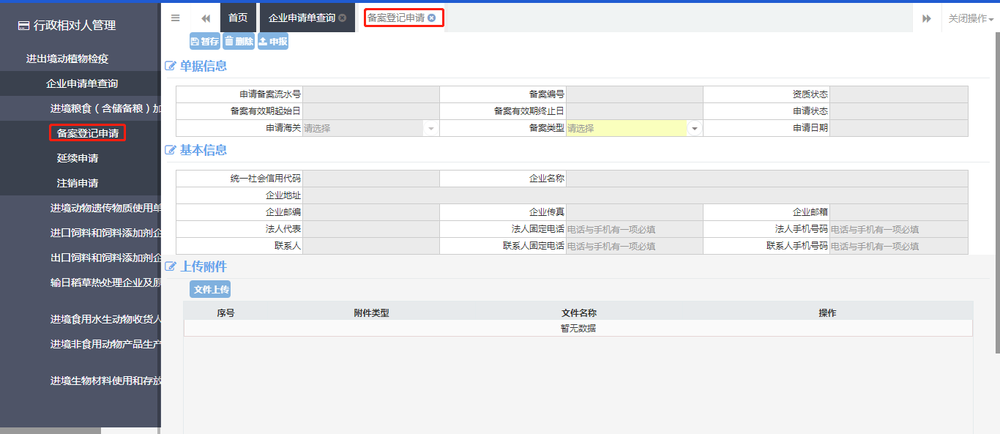 行政相对人管理
进出境动植物检疫
企业申请单查询
进境粮食（含储备粮）加
备案登记申请
延续申请
注销申请
进境动物遗传物质使用单
进口饲料和饲料添加剂企
出口饲料和饲料添加剂企
输日稻草热处理企业及原
进境食用水生动物收货人
进境非食用动物产品生产
进境生物材料使用和存放
首页 企业申请单查询 备案登记申请 关闭操作
暂存 删除 申报
单据信息
申请备案流水号 备案编号 资质状态
备案有效期起始日 备案有效期终止日 申请状态
申请海关 请选择 备案类型 请选择 申请日期
基本信息
统一社会信用代码 企业名称
企业地址
企业邮编 企业传真 企业邮箱
法人代表 法人固定电话 电话与手机有一项必填 法人手机号码 电话与手机有一项必填
联系人 联系人固定电话 电话与手机有一项必填 联系人手机号码 电话与手机有一项必填
上传附件
文件上传
序号 附件类型 文件名称 操作
暂无数据